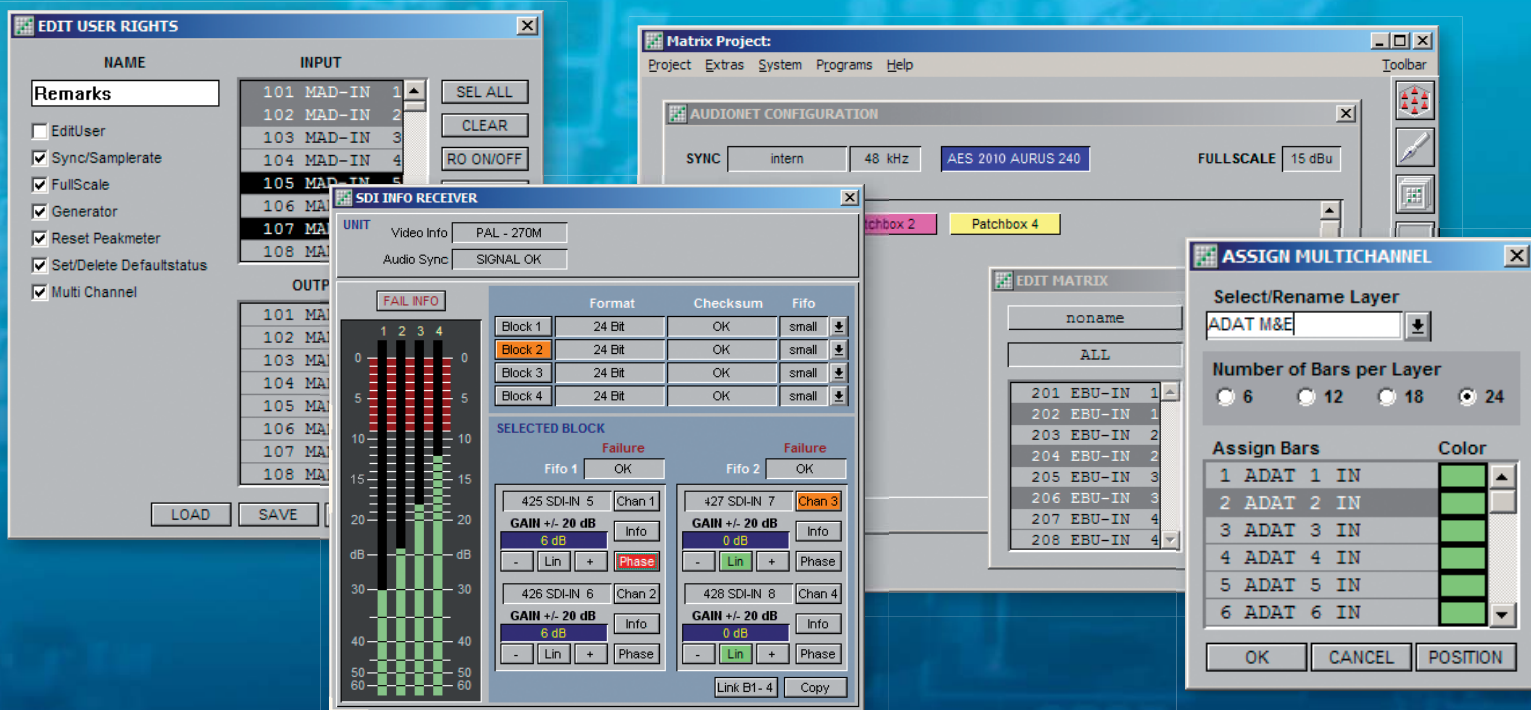 EDIT USER RIGHTS
NAME INPUT
Remarks
EditUser
Sync/Samplerate
FullScale
Generator
Reset Peakmeter
Set/Delete Defaultstatus
Multi Channel
101 MAD-IN 1
102 MAD-IN 2
103 MAD-IN 3
104 MAD-IN 4
105 MAD-IN 5
106
107
108
SEL ALL
CLEAR
RO ON/OFF
101
102
103
104
105
106
107
108
LOAD SAVE
Matrix Project:
Project Extras System Programs Help Toolbar
AUDIONET CONFIGURATION
SYNC intern 48 kHz AES 2010 AURUS 240 FULLSCALE 15 dBu
2 Patchbox 4
EDIT MATRIX
noname
ALL
201 EBU-IN 1
202 EBU-IN 1
203 EBU-IN 2
204 EBU-IN 2
205 EBU-IN 3
206 EBU-IN 3
207 EBU-IN 4
208 EBU-IN 4
SDI INFO RECEIVER
UNIT
Video Info PAL - 270M
Audio Sync SIGNAL OK
FAIL INFO
1 2 3 4
0 0
5 5
10 10
15 15
20 20
dB dB
30 30
40 40
50 50
60 60
Format Checksum Fifo
Block 1 24 Bit OK small
Block 2 24 Bit OK small
Block 3 24 Bit OK small
Block 4 24 Bit OK small
SELECTED BLOCK
Failure Failure
Fifo 1 OK Fifo 2 OK
425 SDI-IN 5 Chan 1
GAIN +/- 20 dB Info
6 dB
- Lin + Phase
427 SDI-IN 7 Chan 3
GAIN +/- 20 dB Info
0 dB
- Lin + Phase
426 SDI-IN 6 Chan 2
GAIN +/- 20 dB Info
6 dB
- Lin + Phase
428 SDI-IN 8 Chan 4
GAIN +/- 20 dB Info
0 dB
- Lin + Phase
Link B1-4 Copy
ASSIGN MULTICHANNEL
Select/Rename Layer
ADAT M&E
Number of Bars per Layer
6 12 18 24
Assign Bars Color
1 ADAT 1 IN
2 ADAT 2 IN
3 ADAT 3 IN
4 ADAT 4 IN
5 ADAT 5 IN
6 ADAT 6 IN
OK CANCEL POSITION